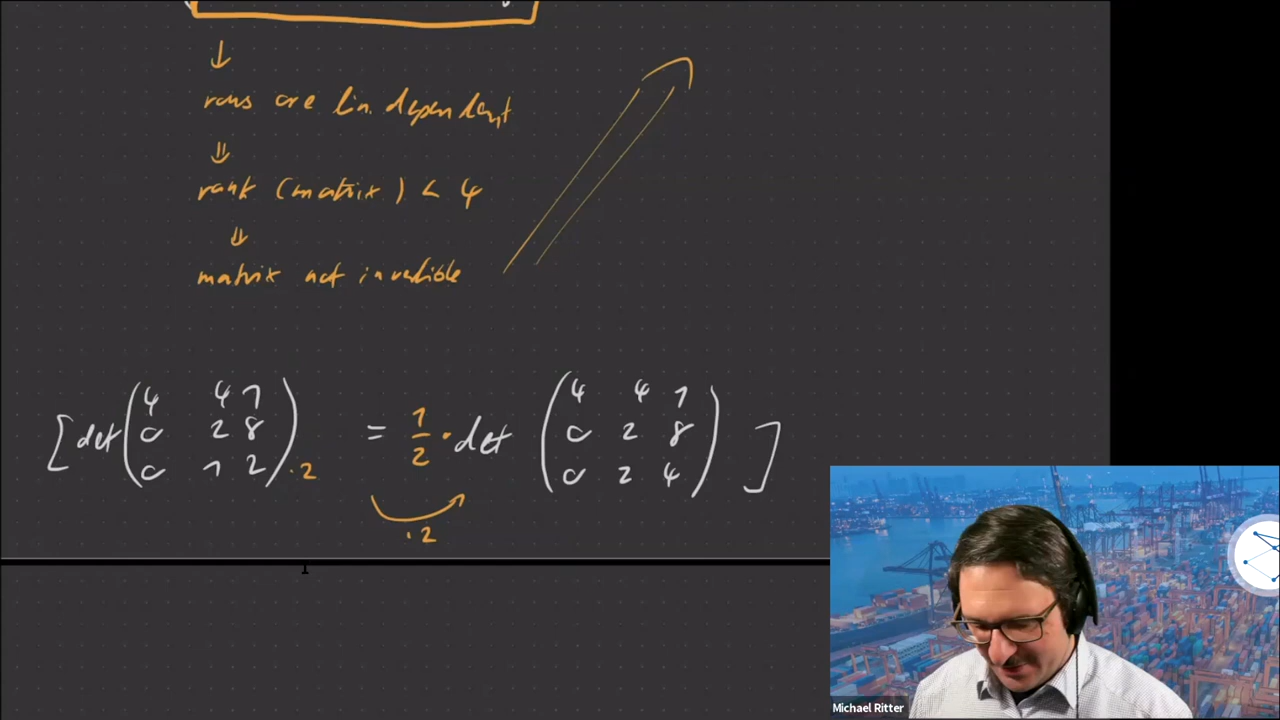 ↓
rows are lin. dependent
⇓
rank (matrix) < 4
⇓
matrix not invertible
[det(4 4 1
0 2 8
0 1 2) ·2 = 1/2 · det (4 4 1
0 2 8
0 2 4)]
·2
Michael Ritter